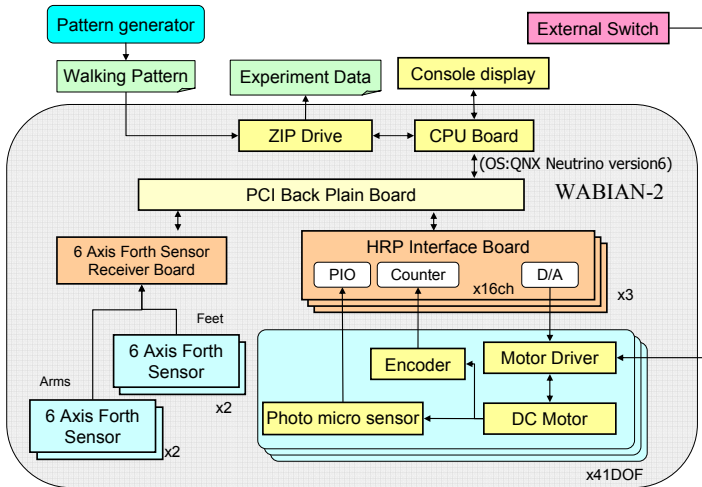 Pattern generator
External Switch
Walking Pattern
Experiment Data
Console display
ZIP Drive
CPU Board
(OS:QNX Neutrino version6)
PCI Back Plain Board
WABIAN-2
6 Axis Forth Sensor
Receiver Board
HRP Interface Board
PIO
Counter
D/A
x16ch
x3
Feet
6 Axis Forth
Sensor
x2
Arms
6 Axis Forth
Sensor
x2
Encoder
Motor Driver
Photo micro sensor
DC Motor
x41DOF